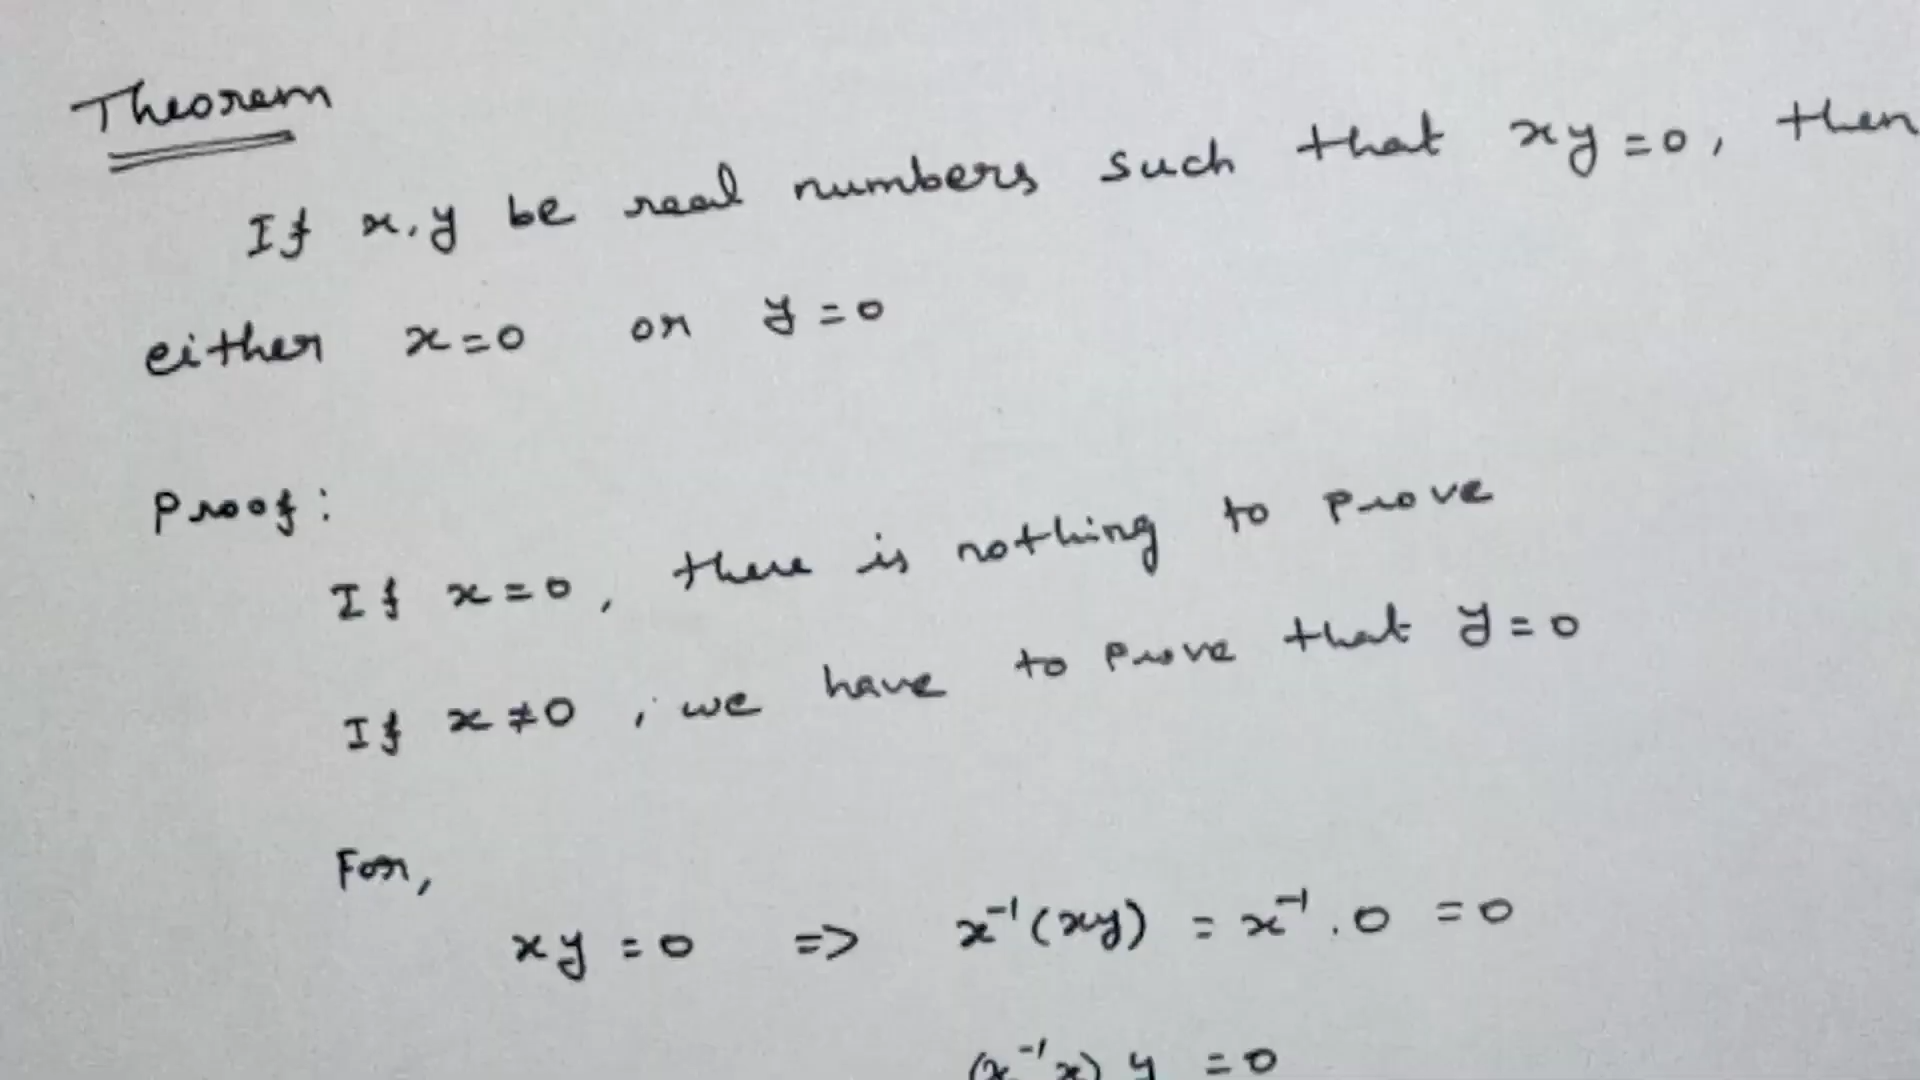 Theorem
If x, y be real numbers such that xy = 0, then
either x = 0 or y = 0
Proof:
If x = 0, there is nothing to prove
If x ≠ 0, we have to prove that y = 0
For,
xy = 0 => x⁻¹(xy) = x⁻¹.0 = 0
(x⁻¹x) y = 0